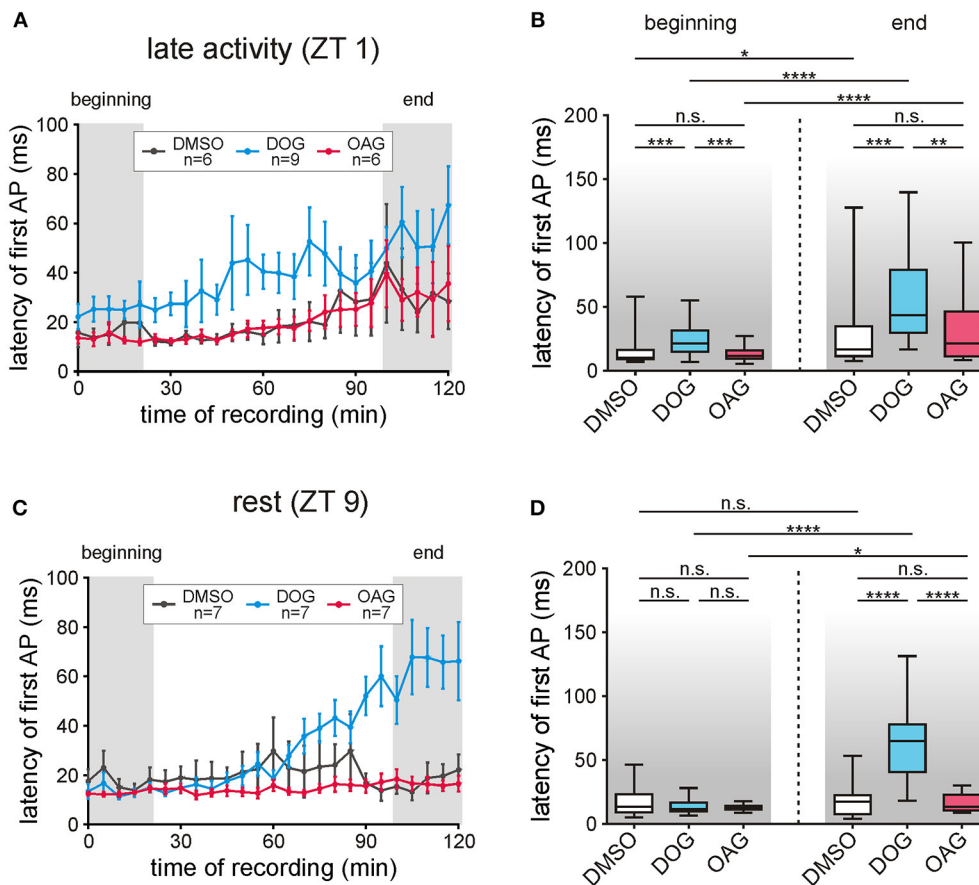 A
late activity (ZT 1)
beginning
end
DMSO
n=6
DOG
n=9
OAG
n=6
latency of first AP (ms)
100
80
60
40
20
0
0
30
60
90
120
time of recording (min)
B
beginning
end
*
****
****
n.s.
n.s.
***
***
***
**
latency of first AP (ms)
200
150
100
50
0
DMSO
DOG
OAG
DMSO
DOG
OAG
C
rest (ZT 9)
beginning
end
DMSO
n=7
DOG
n=7
OAG
n=7
latency of first AP (ms)
100
80
60
40
20
0
0
30
60
90
120
time of recording (min)
D
n.s.
****
*
n.s.
n.s.
n.s.
n.s.
****
****
latency of first AP (ms)
200
150
100
50
0
DMSO
DOG
OAG
DMSO
DOG
OAG